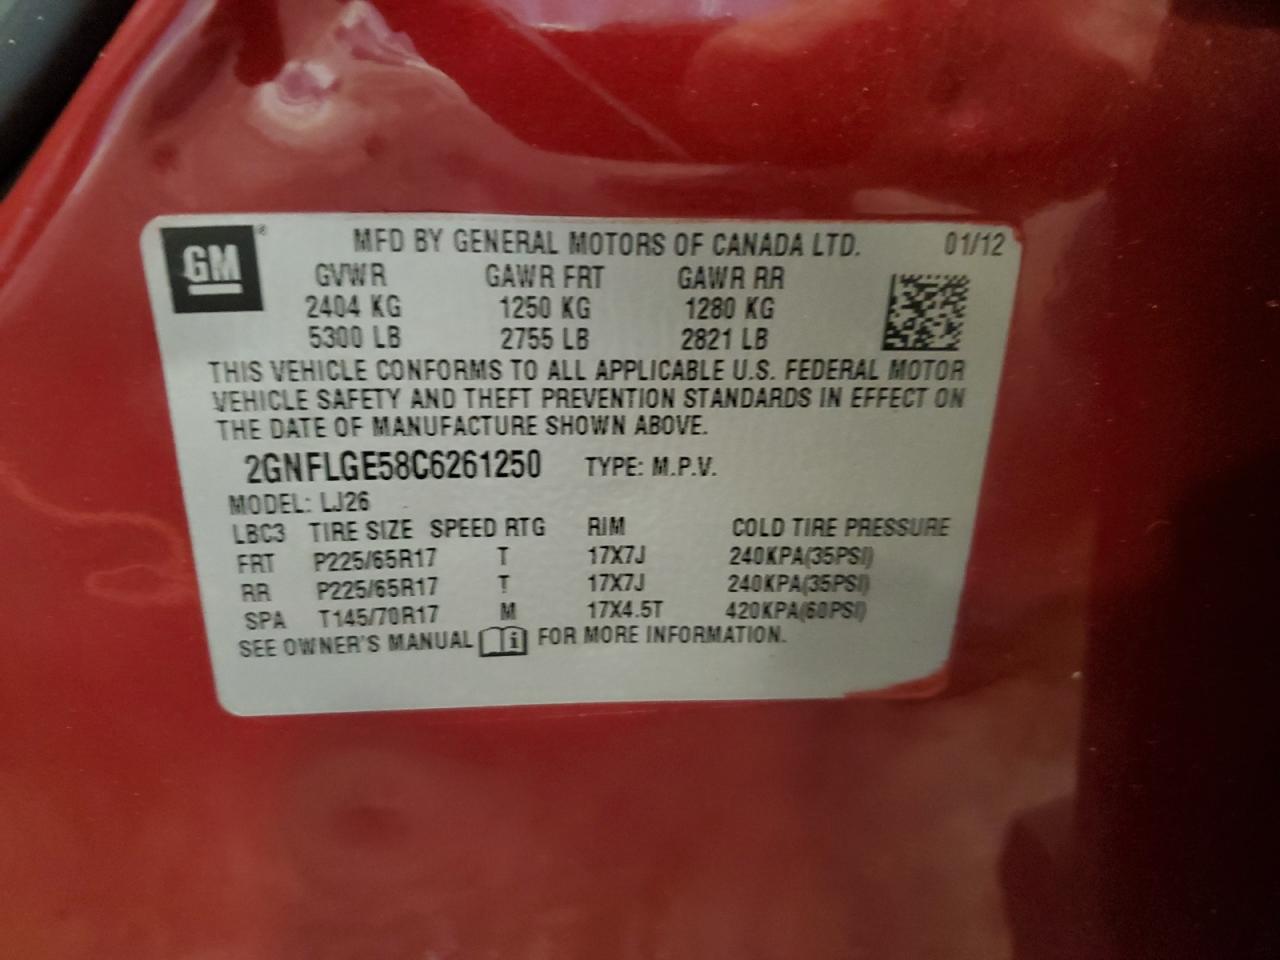 GM® MFD BY GENERAL MOTORS OF CANADA LTD. 01/12
GVWR GAWR FRT GAWR RR
2404 KG 1250 KG 1280 KG
5300 LB 2755 LB 2821 LB
THIS VEHICLE CONFORMS TO ALL APPLICABLE U.S. FEDERAL MOTOR
VEHICLE SAFETY AND THEFT PREVENTION STANDARDS IN EFFECT ON
THE DATE OF MANUFACTURE SHOWN ABOVE.
2GNFLGE58C6261250 TYPE: M.P.V.
MODEL: LJ26
LBC3 TIRE SIZE SPEED RTG RIM COLD TIRE PRESSURE
FRT P225/65R17 T 17X7J 240KPA(35PSI)
RR P225/65R17 T 17X7J 240KPA(35PSI)
SPA T145/70R17 M 17X4.5T 420KPA(60PSI)
SEE OWNER'S MANUAL i FOR MORE INFORMATION.